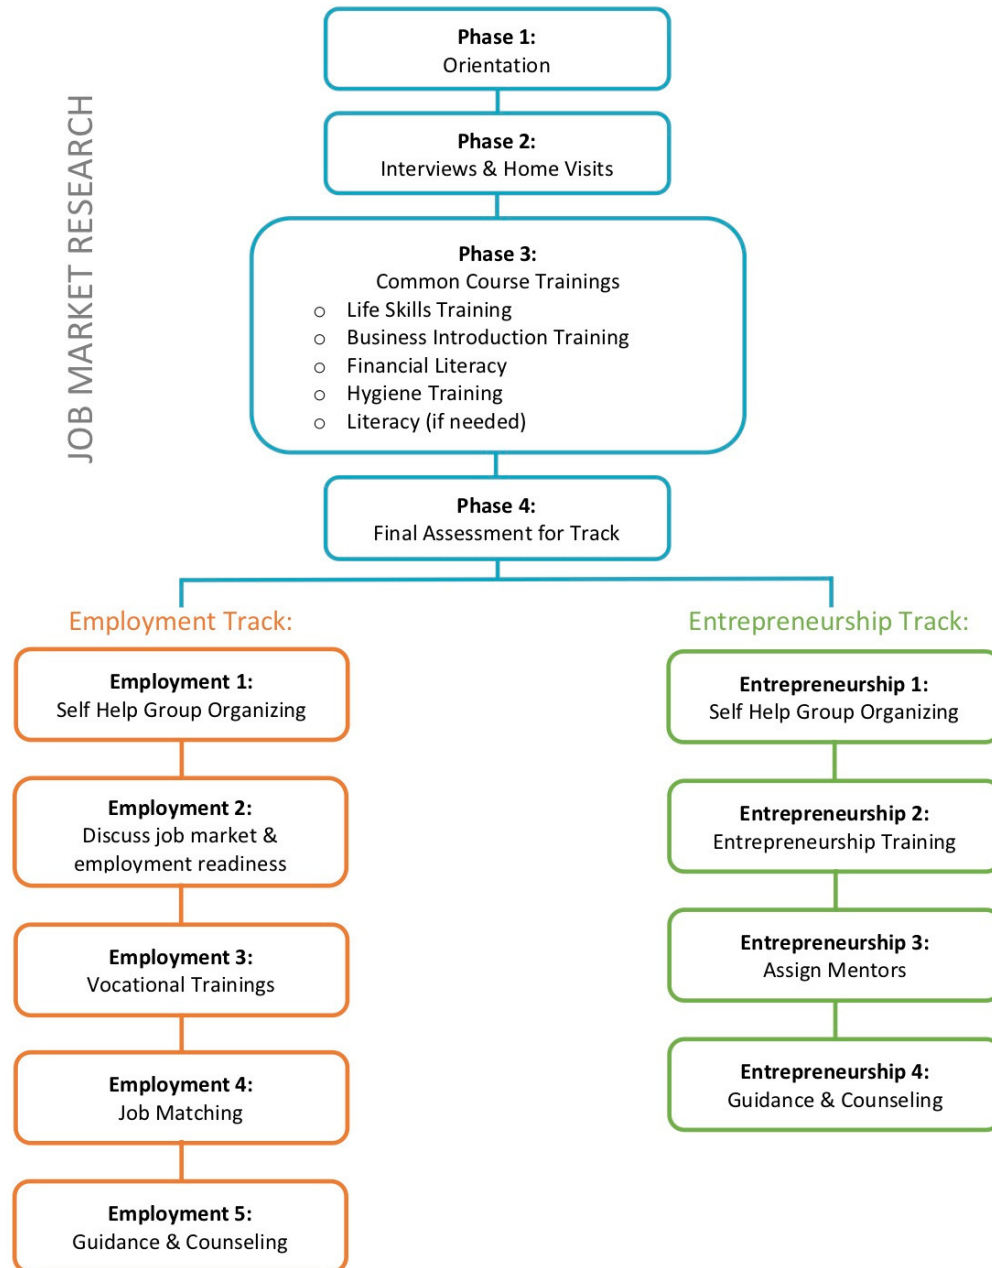 JOB MARKET RESEARCH
Phase 1:
Orientation
Phase 2:
Interviews & Home Visits
Phase 3:
Common Course Trainings
o Life Skills Training
o Business Introduction Training
o Financial Literacy
o Hygiene Training
o Literacy (if needed)
Phase 4:
Final Assessment for Track
Employment Track:
Employment 1:
Self Help Group Organizing
Employment 2:
Discuss job market &
employment readiness
Employment 3:
Vocational Trainings
Employment 4:
Job Matching
Employment 5:
Guidance & Counseling
Entrepreneurship Track:
Entrepreneurship 1:
Self Help Group Organizing
Entrepreneurship 2:
Entrepreneurship Training
Entrepreneurship 3:
Assign Mentors
Entrepreneurship 4:
Guidance & Counseling